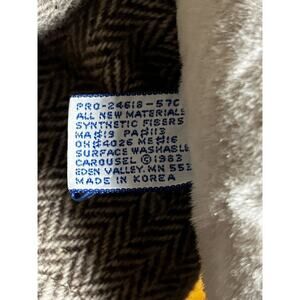 PRO-24618-57C
ALL NEW MATERIALS
SYNTHETIC FIBERS
MA#19 PA#113
OH#4026 ME#16
SURFACE WASHABLE
CAROUSEL © 1983
EDEN VALLEY, MN 553
MADE IN KOREA